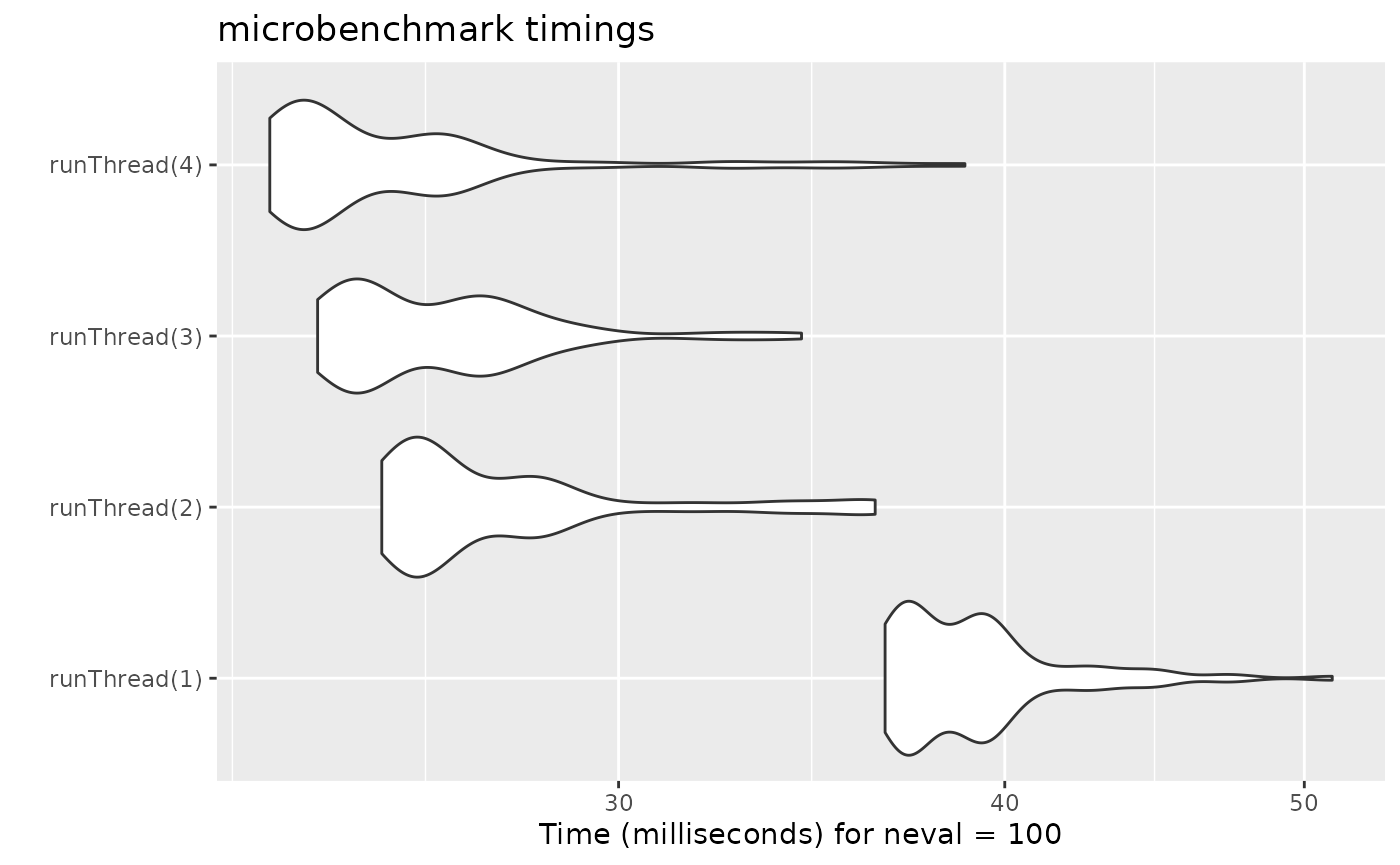 microbenchmark timings
runThread(4)
runThread(3)
runThread(2)
runThread(1)
30 40 50
Time (milliseconds) for neval = 100